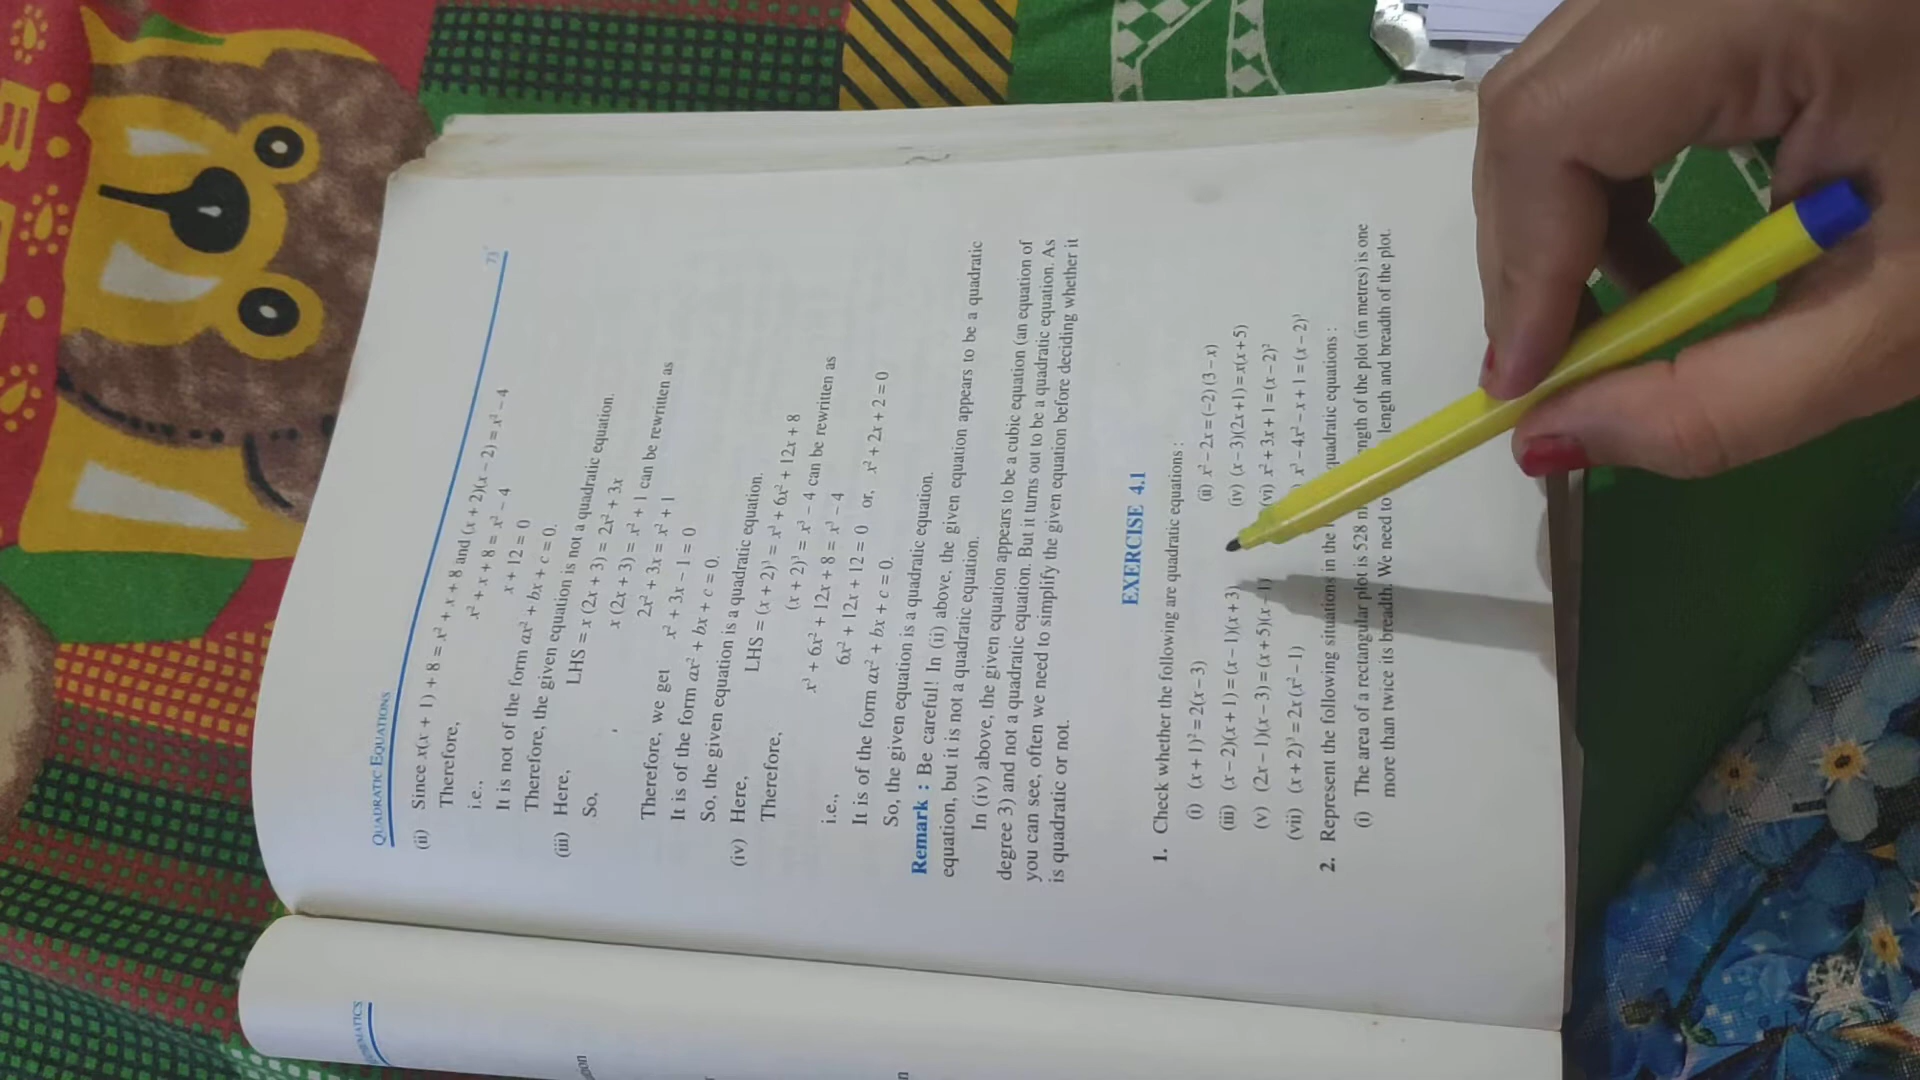 QUADRATIC EQUATIONS 73
(ii) Since x(x + 1) + 8 = x² + x + 8 and (x + 2)(x – 2) = x² – 4
Therefore, x² + x + 8 = x² – 4
i.e., x + 12 = 0
It is not of the form ax² + bx + c = 0.
Therefore, the given equation is not a quadratic equation.
(iii) Here, LHS = x (2x + 3) = 2x² + 3x
So, x (2x + 3) = x² + 1 can be rewritten as
2x² + 3x = x² + 1
Therefore, we get x² + 3x – 1 = 0
It is of the form ax² + bx + c = 0.
So, the given equation is a quadratic equation.
(iv) Here, LHS = (x + 2)³ = x³ + 6x² + 12x + 8
Therefore, (x + 2)³ = x³ – 4 can be rewritten as
x³ + 6x² + 12x + 8 = x³ – 4
i.e., 6x² + 12x + 12 = 0 or, x² + 2x + 2 = 0
It is of the form ax² + bx + c = 0.
So, the given equation is a quadratic equation.
Remark : Be careful! In (ii) above, the given equation appears to be a quadratic
equation, but it is not a quadratic equation.
In (iv) above, the given equation appears to be a cubic equation (an equation of
degree 3) and not a quadratic equation. But it turns out to be a quadratic equation. As
you can see, often we need to simplify the given equation before deciding whether it
is quadratic or not.
EXERCISE 4.1
1. Check whether the following are quadratic equations :
(i) (x + 1)² = 2(x – 3) (ii) x² – 2x = (–2) (3 – x)
(iii) (x – 2)(x + 1) = (x – 1)(x + 3) (iv) (x – 3)(2x + 1) = x(x + 5)
(v) (2x – 1)(x – 3) = (x + 5)(x – 1) (vi) x² + 3x + 1 = (x – 2)²
(vii) (x + 2)³ = 2x (x² – 1) ) x³ – 4x² – x + 1 = (x – 2)³
2. Represent the following situations in the quadratic equations :
(i) The area of a rectangular plot is 528 ngth of the plot (in metres) is one
more than twice its breadth. We need to length and breadth of the plot.